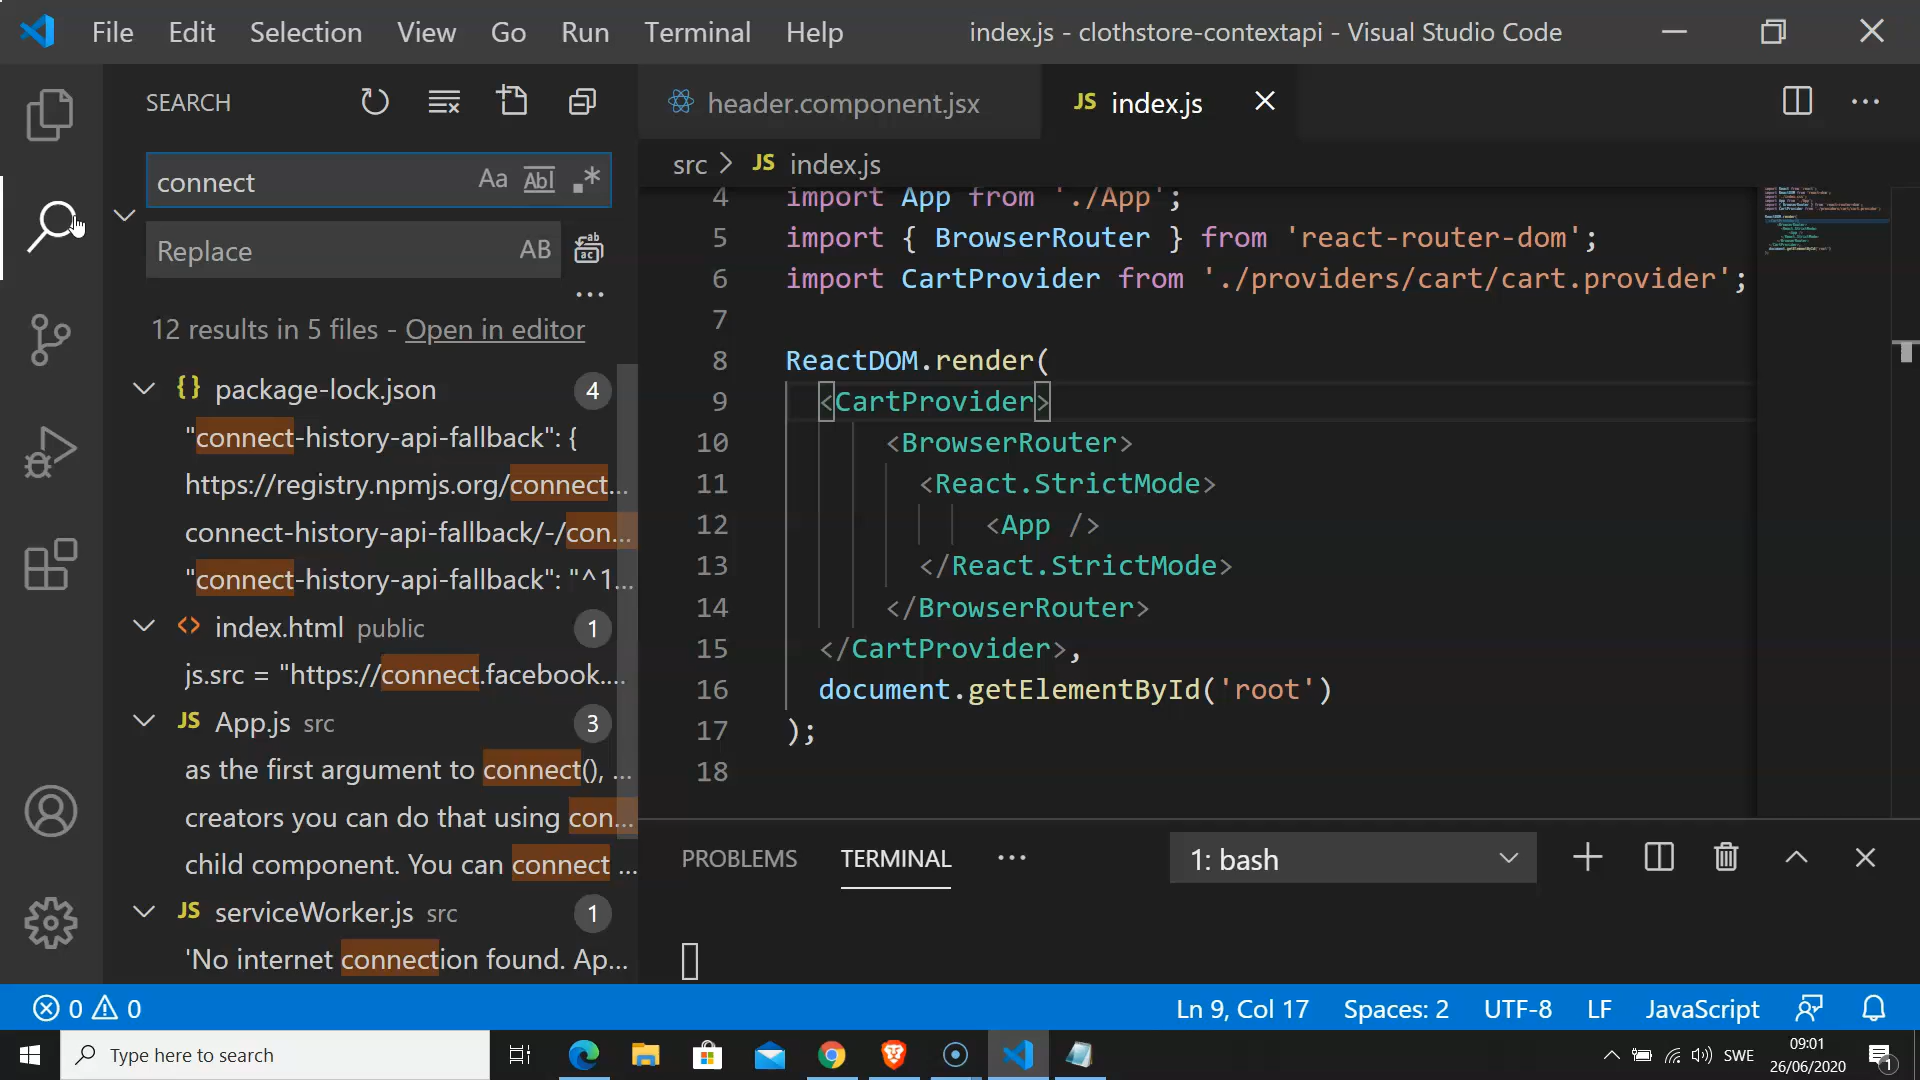 File Edit Selection View Go Run Terminal Help index.js - clothstore-contextapi - Visual Studio Code
SEARCH
header.component.jsx
JS index.js
connect
Aa Abl .*
Replace
AB
ab
ac
12 results in 5 files - Open in editor
{} package-lock.json 4
"connect-history-api-fallback": {
https://registry.npmjs.org/connect...
connect-history-api-fallback/-/con...
"connect-history-api-fallback": "^1...
<> index.html public 1
js.src = "https://connect.facebook....
JS App.js src 3
as the first argument to connect(), ...
creators you can do that using con...
child component. You can connect ...
JS serviceWorker.js src 1
'No internet connection found. Ap...
src > JS index.js
4 import App from './App';
5 import { BrowserRouter } from 'react-router-dom';
6 import CartProvider from './providers/cart/cart.provider';
7
8 ReactDOM.render(
9 <CartProvider>
10 <BrowserRouter>
11 <React.StrictMode>
12 <App />
13 </React.StrictMode>
14 </BrowserRouter>
15 </CartProvider>,
16 document.getElementById('root')
17 );
18
PROBLEMS TERMINAL ... 1: bash
0 0 Ln 9, Col 17 Spaces: 2 UTF-8 LF JavaScript
Type here to search
SWE
09:01
26/06/2020
1